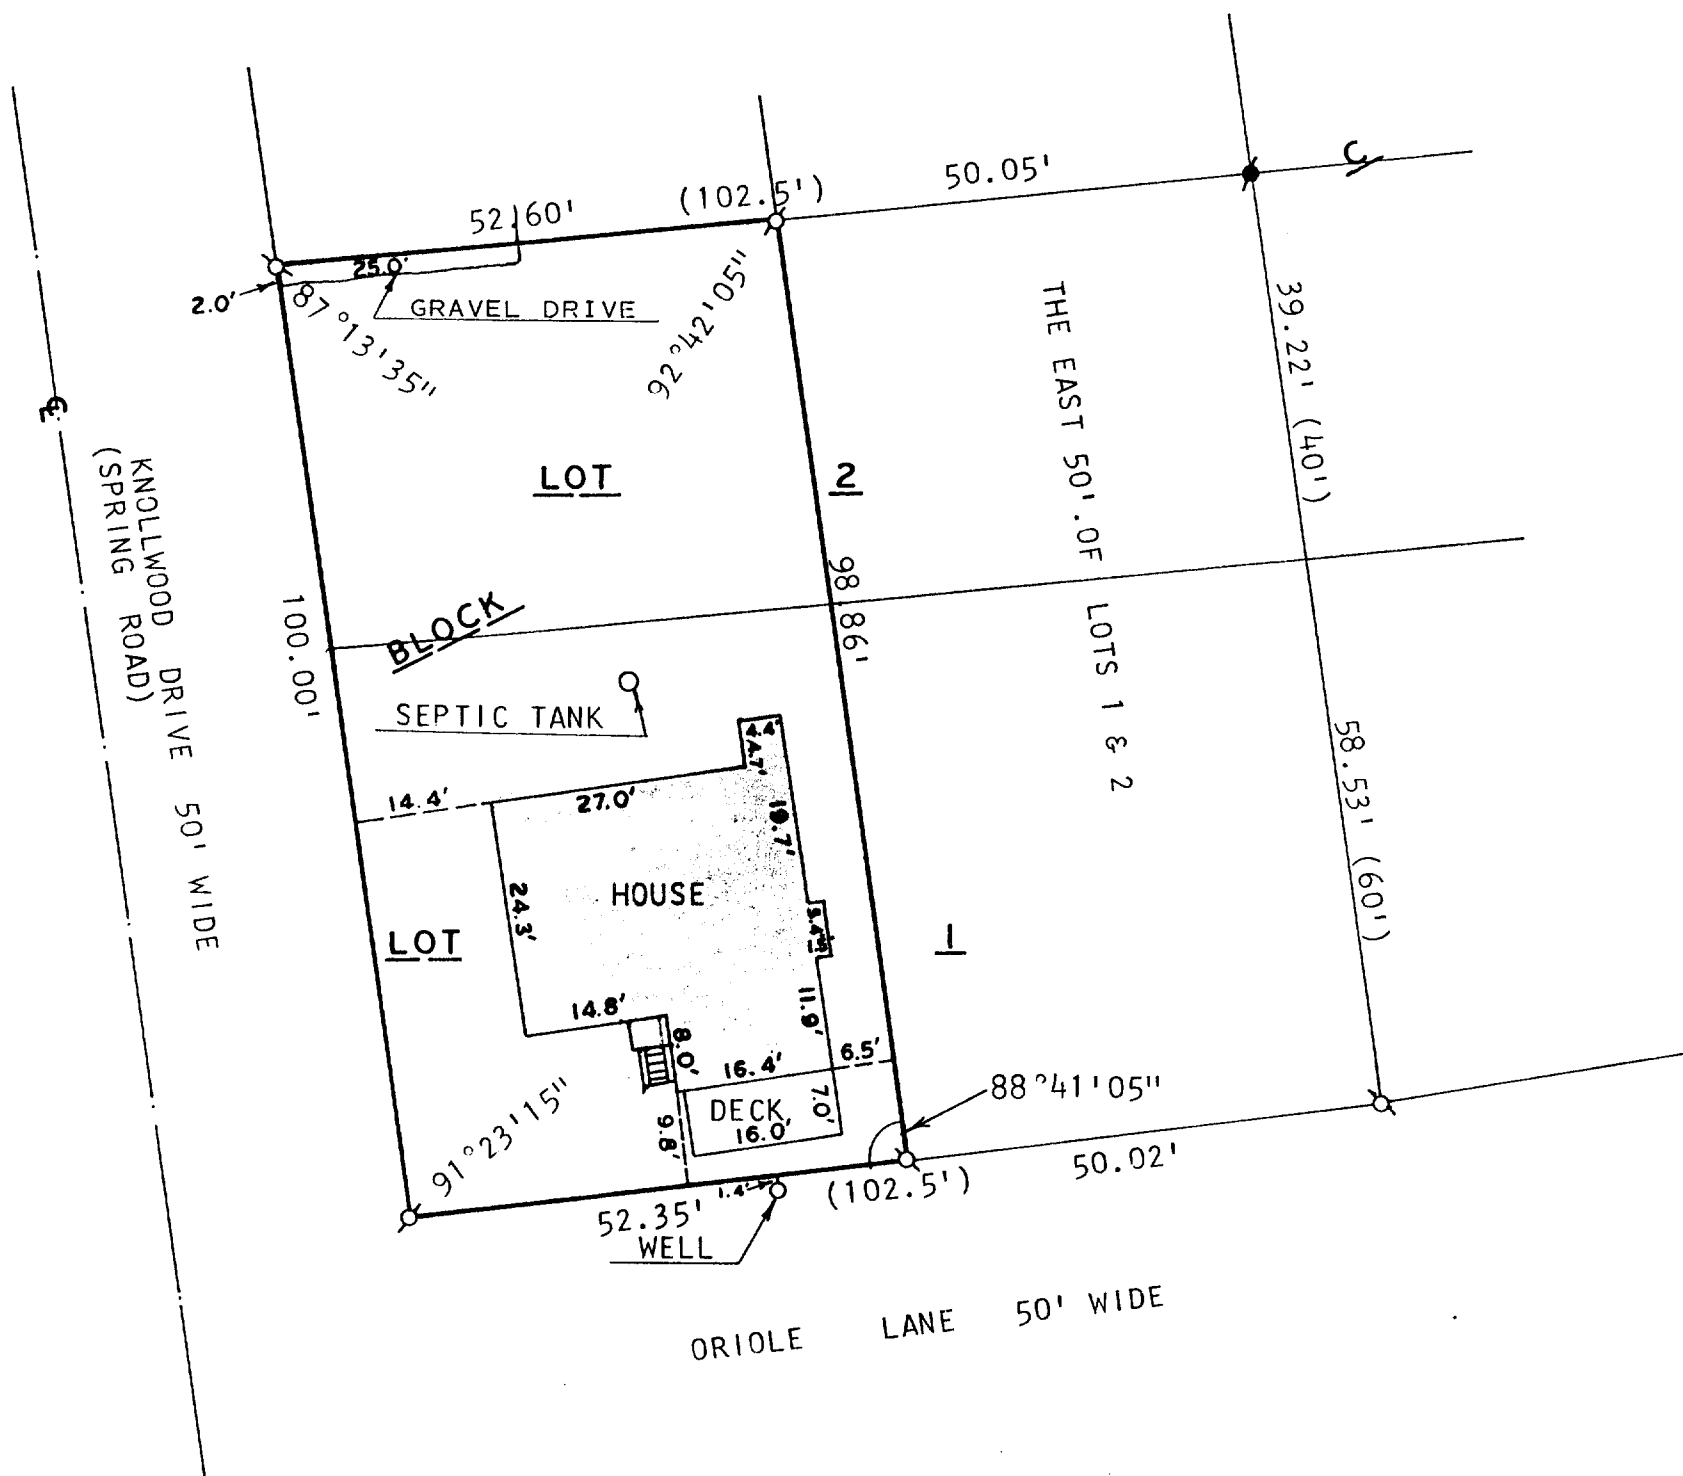 C
50.05'
(102.5')
52.60'
25.0'
2.0'
GRAVEL DRIVE
87°13'35"
92°42'05"
THE EAST 50'.OF LOTS 1 & 2
39.22' (40')
℄
KNOLLWOOD DRIVE 50' WIDE
(SPRING ROAD)
LOT 2
98.86'
100.00'
BLOCK
SEPTIC TANK
4.4'
4.7'
14.4'
27.0'
19.7'
58.53' (60')
HOUSE
24.3'
LOT 1
14.8'
11.9'
8.0'
16.4'
6.5'
88°41'05"
DECK
7.0'
16.0'
9.8'
91°23'15"
50.02'
1.4'
(102.5')
52.35'
WELL
ORIOLE LANE 50' WIDE